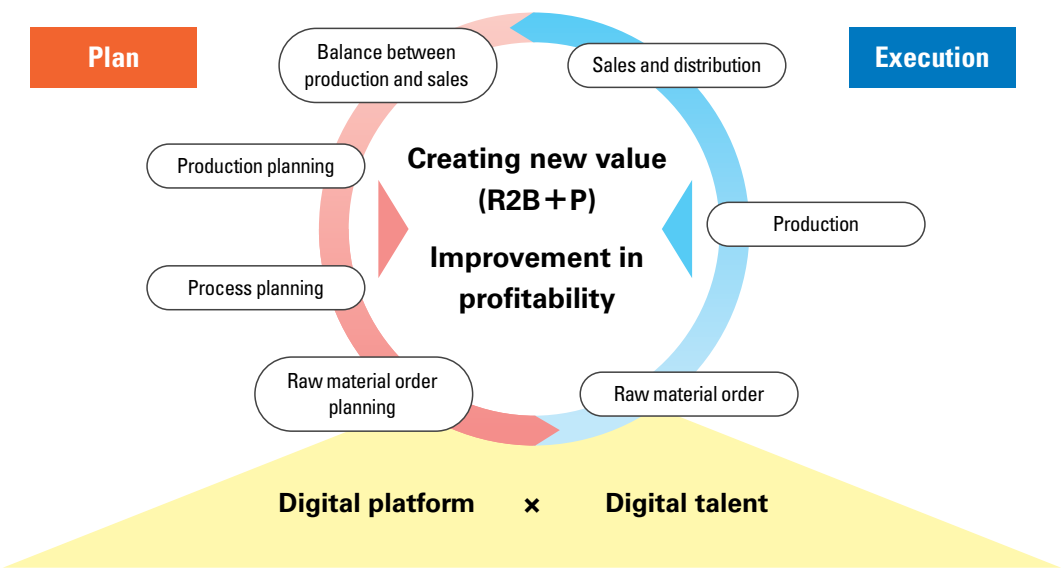 Plan
Execution
Balance between
production and sales
Sales and distribution
Production planning
Creating new value
(R2B+P)
Production
Improvement in
profitability
Process planning
Raw material order
planning
Raw material order
Digital platform × Digital talent